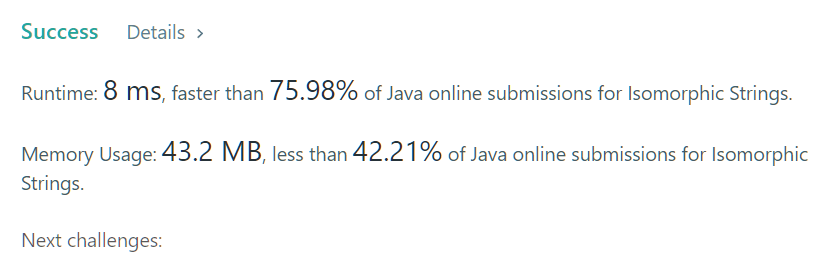 Success Details >
Runtime: 8 ms, faster than 75.98% of Java online submissions for Isomorphic Strings.
Memory Usage: 43.2 MB, less than 42.21% of Java online submissions for Isomorphic
Strings.
Next challenges: